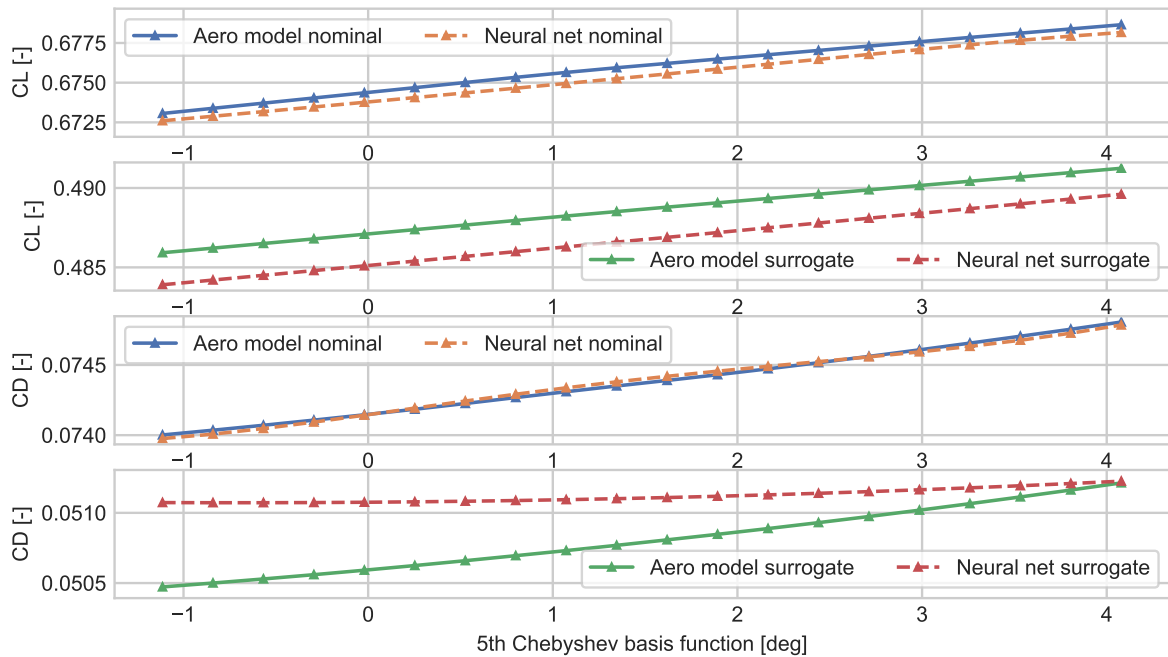 CL [-]
0.6775
0.6750
0.6725
Aero model nominal Neural net nominal
−1 0 1 2 3 4
CL [-]
0.490
0.485
Aero model surrogate Neural net surrogate
−1 0 1 2 3 4
CD [-]
0.0745
0.0740
Aero model nominal Neural net nominal
−1 0 1 2 3 4
CD [-]
0.0510
0.0505
Aero model surrogate Neural net surrogate
−1 0 1 2 3 4
5th Chebyshev basis function [deg]